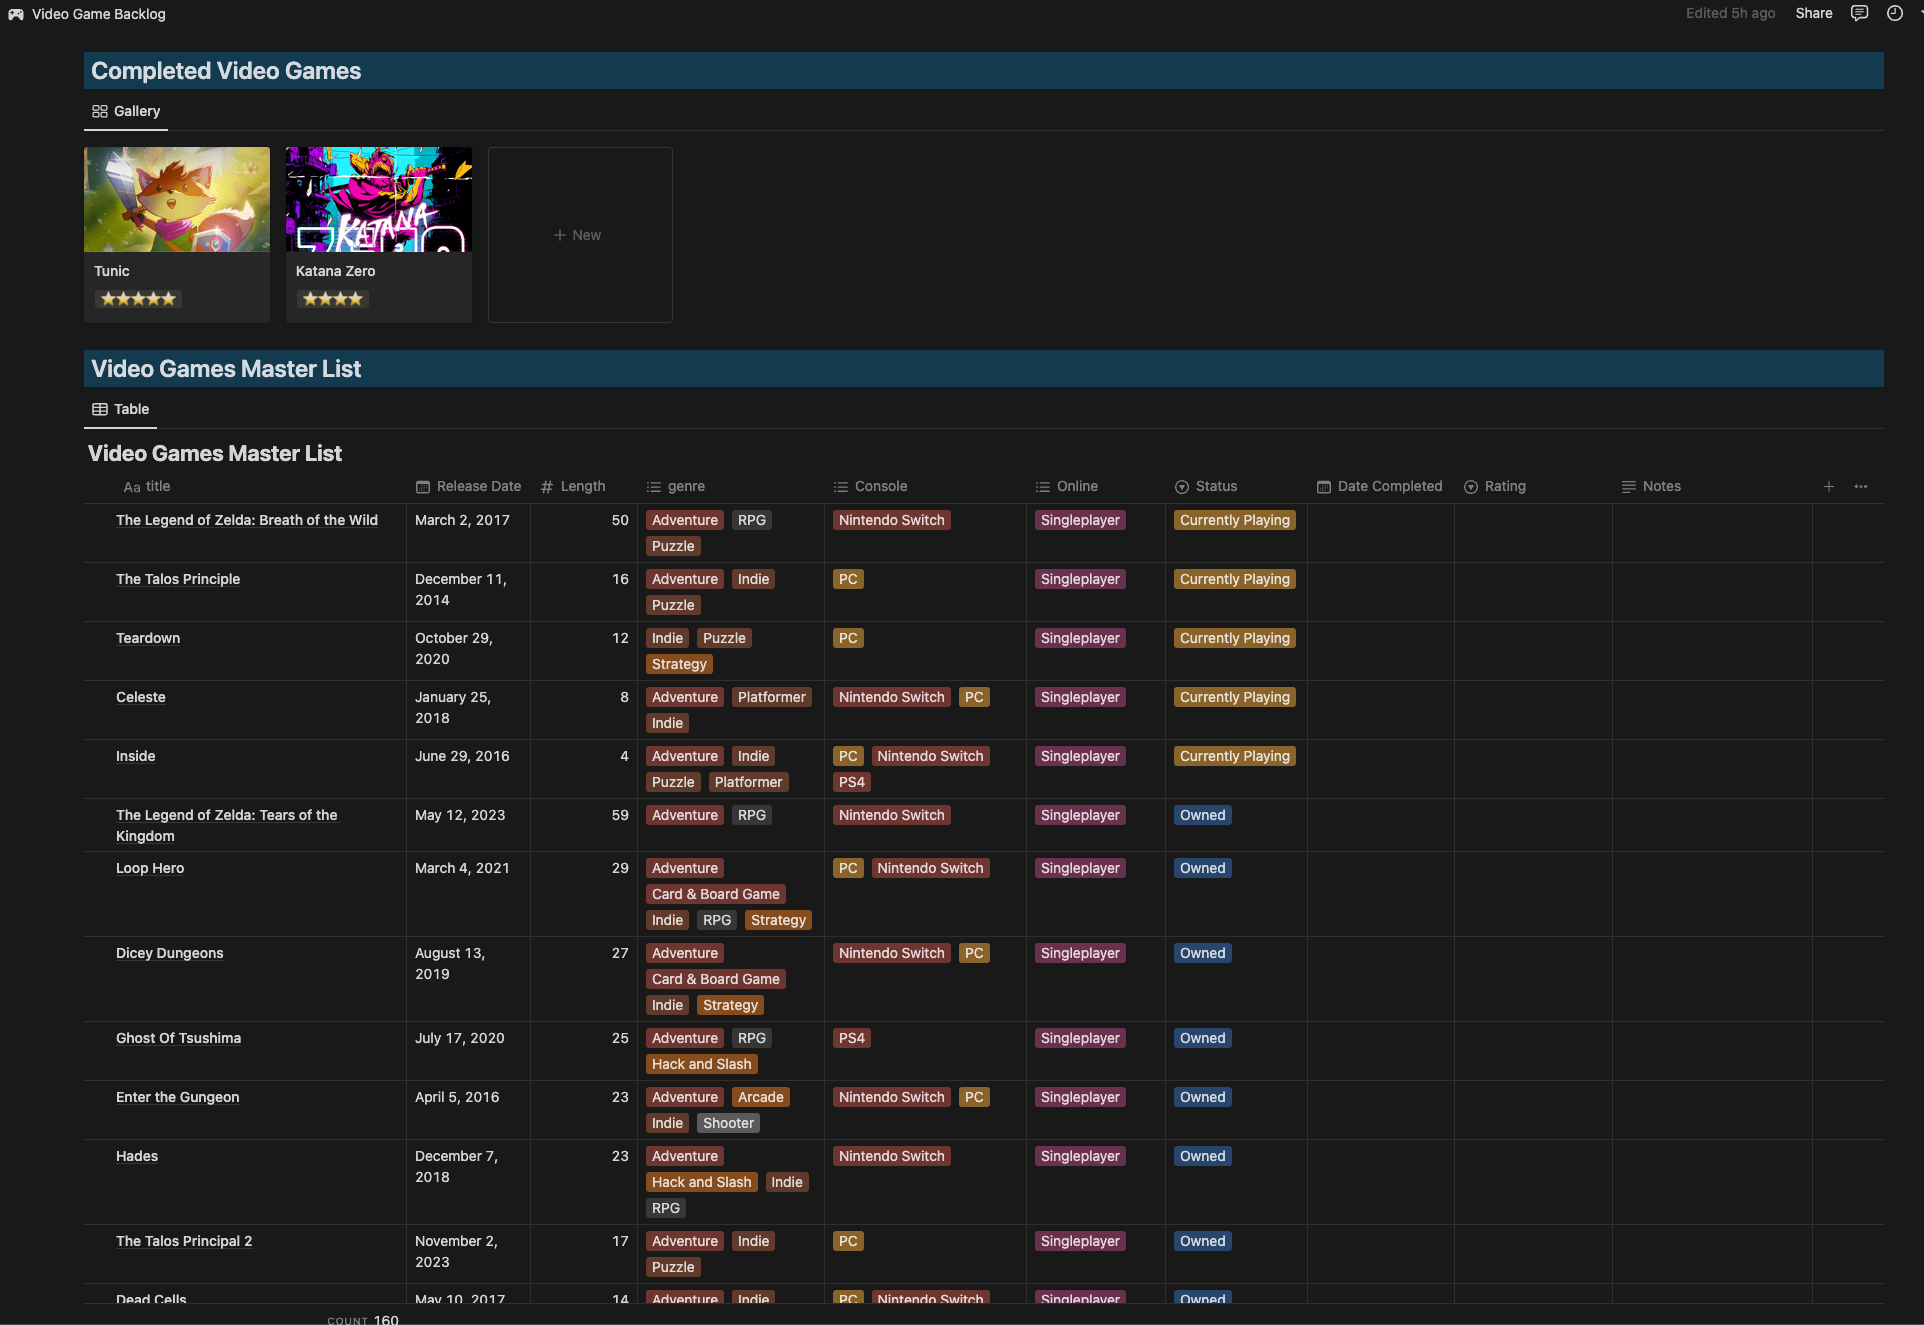 Video Game Backlog
Edited 5h ago Share
Completed Video Games
Gallery
KATANA
Tunic
Katana Zero
+ New
Video Games Master List
Table
Video Games Master List
Aa title Release Date # Length genre Console Online Status Date Completed Rating Notes
The Legend of Zelda: Breath of the Wild March 2, 2017 50 Adventure RPG Nintendo Switch Singleplayer Currently Playing
Puzzle
The Talos Principle December 11, 16 Adventure Indie PC Singleplayer Currently Playing
2014 Puzzle
Teardown October 29, 12 Indie Puzzle PC Singleplayer Currently Playing
2020 Strategy
Celeste January 25, 8 Adventure Platformer Nintendo Switch PC Singleplayer Currently Playing
2018 Indie
Inside June 29, 2016 4 Adventure Indie PC Nintendo Switch Singleplayer Currently Playing
Puzzle Platformer PS4
The Legend of Zelda: Tears of the May 12, 2023 59 Adventure RPG Nintendo Switch Singleplayer Owned
Kingdom
Loop Hero March 4, 2021 29 Adventure PC Nintendo Switch Singleplayer Owned
Card & Board Game
Indie RPG Strategy
Dicey Dungeons August 13, 27 Adventure Nintendo Switch PC Singleplayer Owned
2019 Card & Board Game
Indie Strategy
Ghost Of Tsushima July 17, 2020 25 Adventure RPG PS4 Singleplayer Owned
Hack and Slash
Enter the Gungeon April 5, 2016 23 Adventure Arcade Nintendo Switch PC Singleplayer Owned
Indie Shooter
Hades December 7, 23 Adventure Nintendo Switch Singleplayer Owned
2018 Hack and Slash Indie
RPG
The Talos Principal 2 November 2, 17 Adventure Indie PC Singleplayer Owned
2023 Puzzle
Dead Cells May 10, 2017 14 Adventure Indie PC Nintendo Switch Singleplayer Owned
COUNT 160